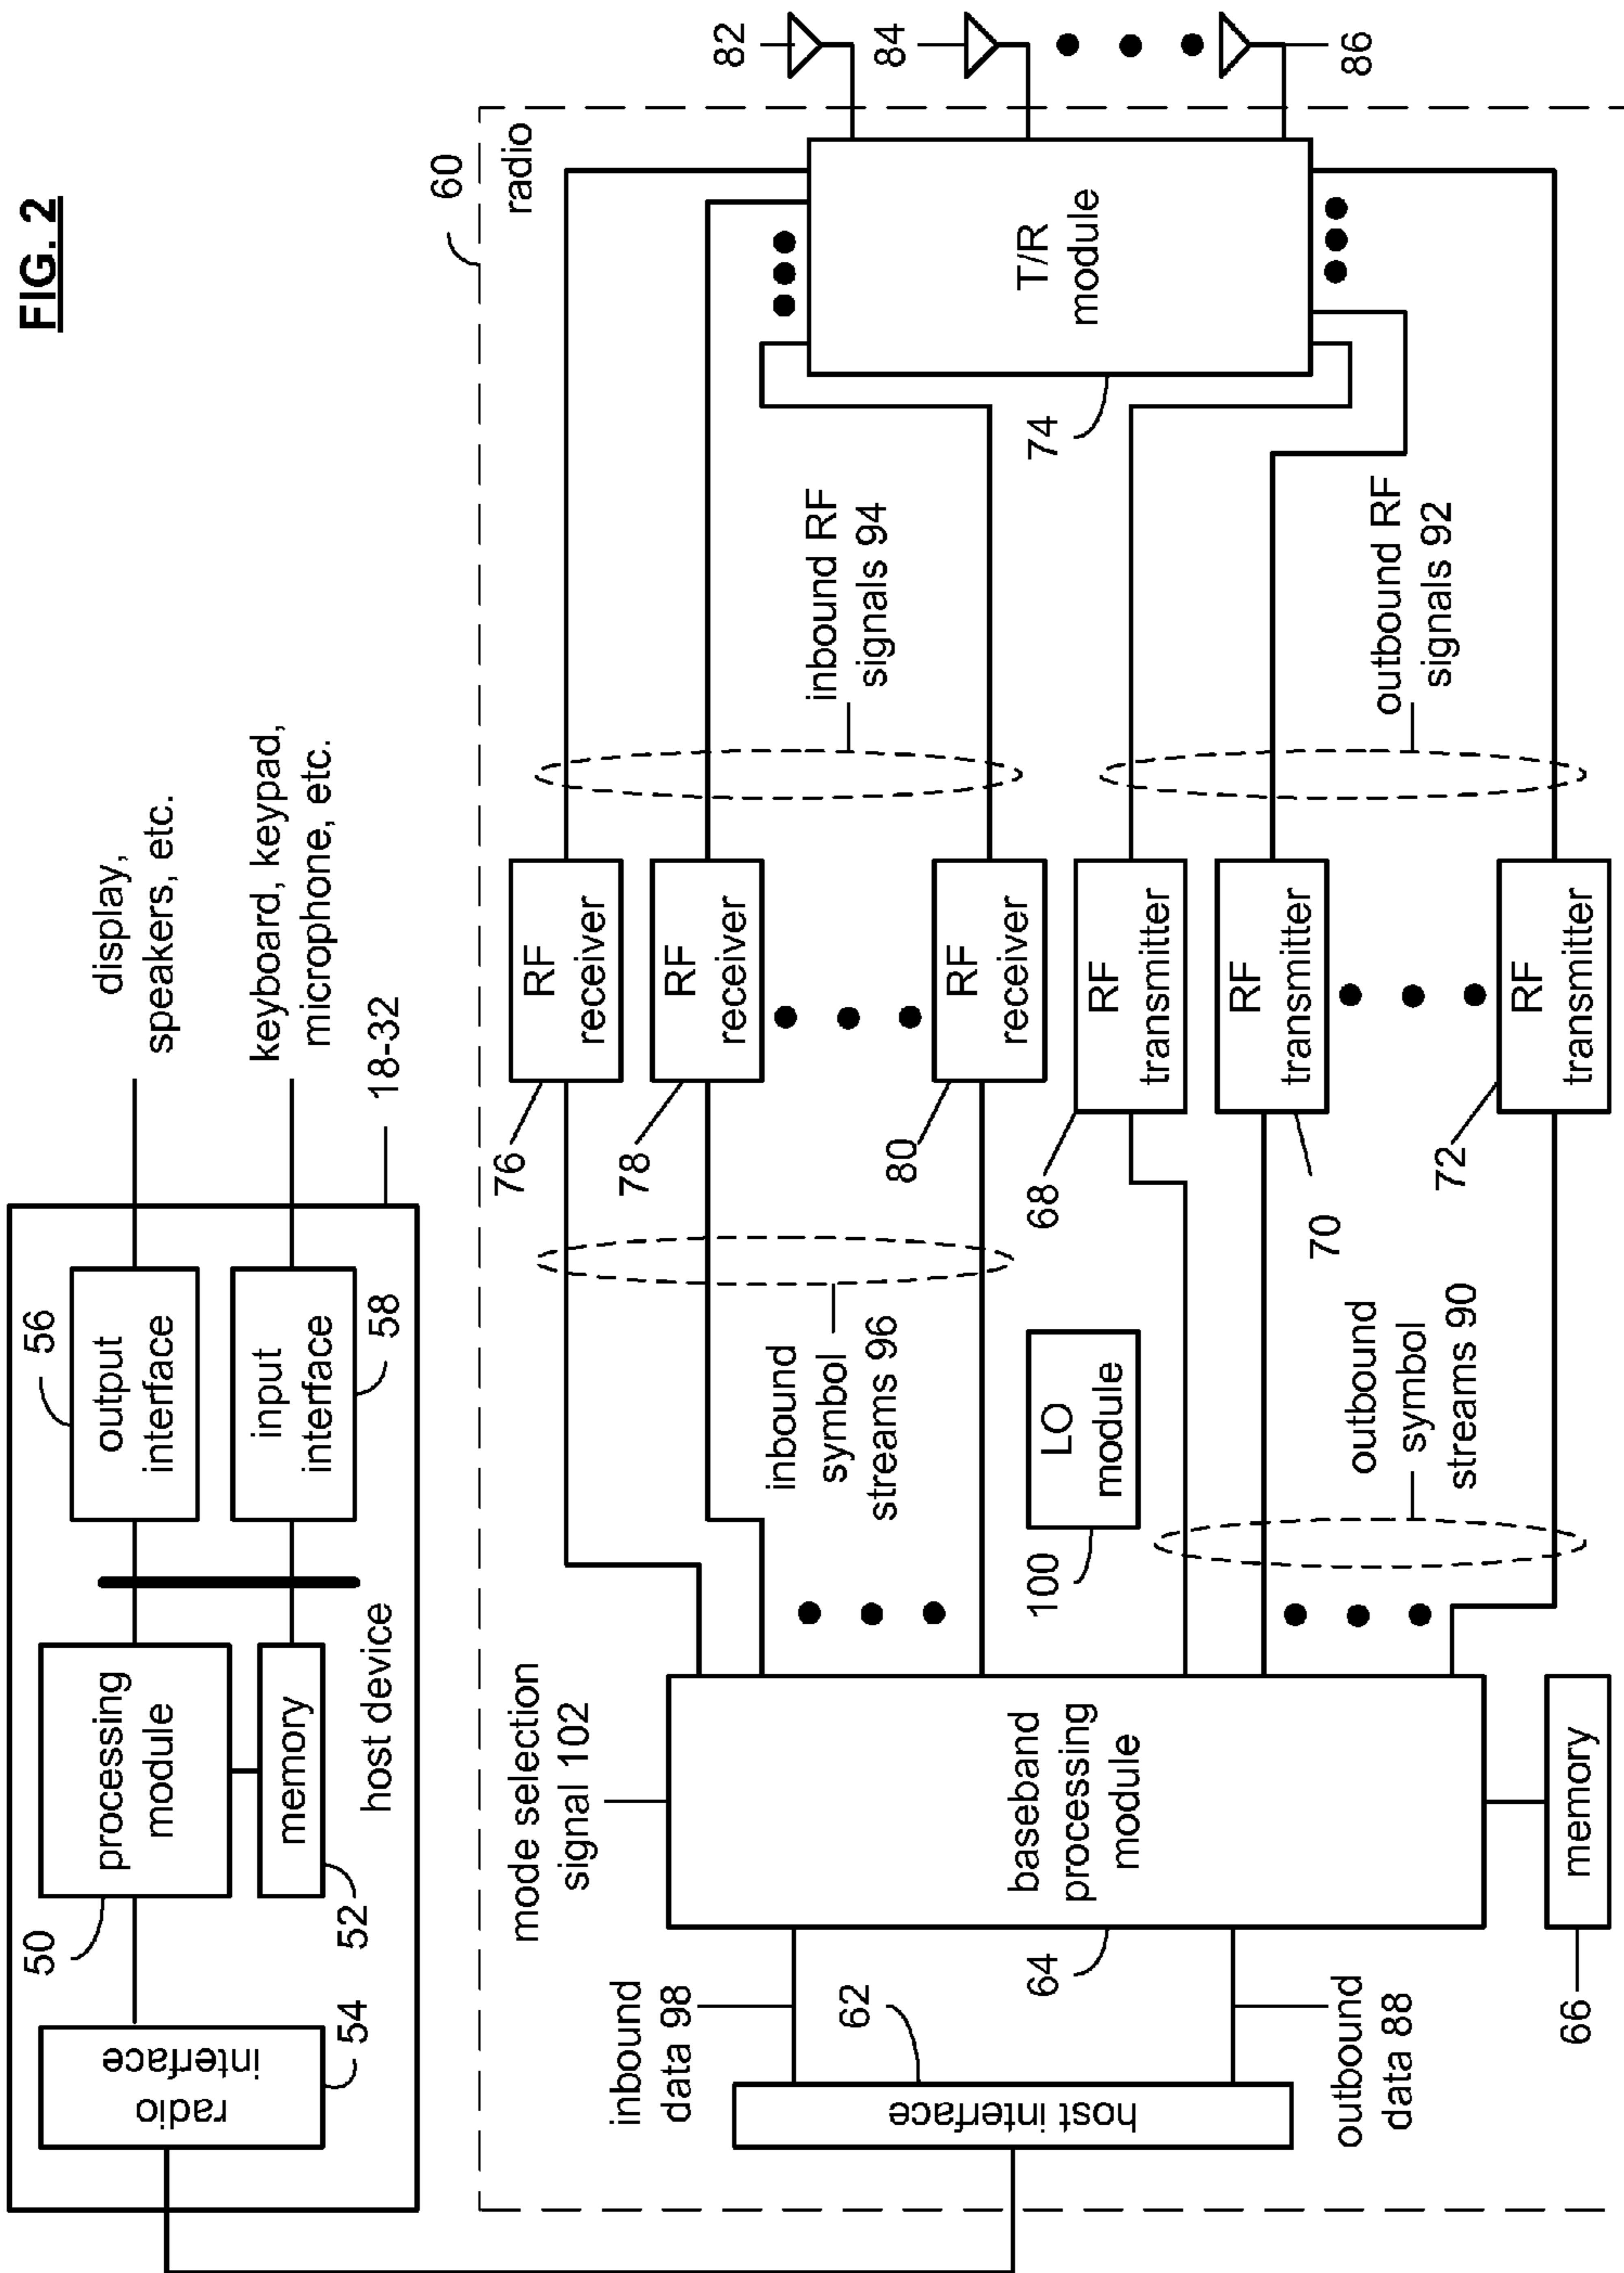 FIG. 2
display,
speakers, etc.
keyboard, keypad,
microphone, etc.
18-32
56
output
interface
input
interface
58
50
processing
module
memory
52
host device
radio
interface
54
60
radio
mode selection
signal 102
inbound
data 98
62
host interface
outbound
data 88
baseband
processing
module
64
memory
66
76
RF
receiver
78
RF
receiver
80
RF
receiver
68
RF
transmitter
70
RF
transmitter
72
RF
transmitter
inbound
symbol
streams 96
LO
module
100
outbound
symbol
streams 90
inbound RF
signals 94
outbound RF
signals 92
T/R
module
74
82
84
86